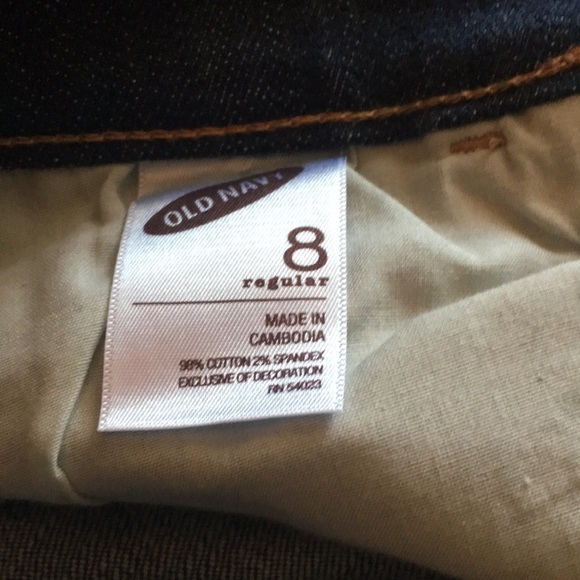 OLD NAVY
8
regular
MADE IN
CAMBODIA
98% COTTON 2% SPANDEX
EXCLUSIVE OF DECORATION
RN 54023